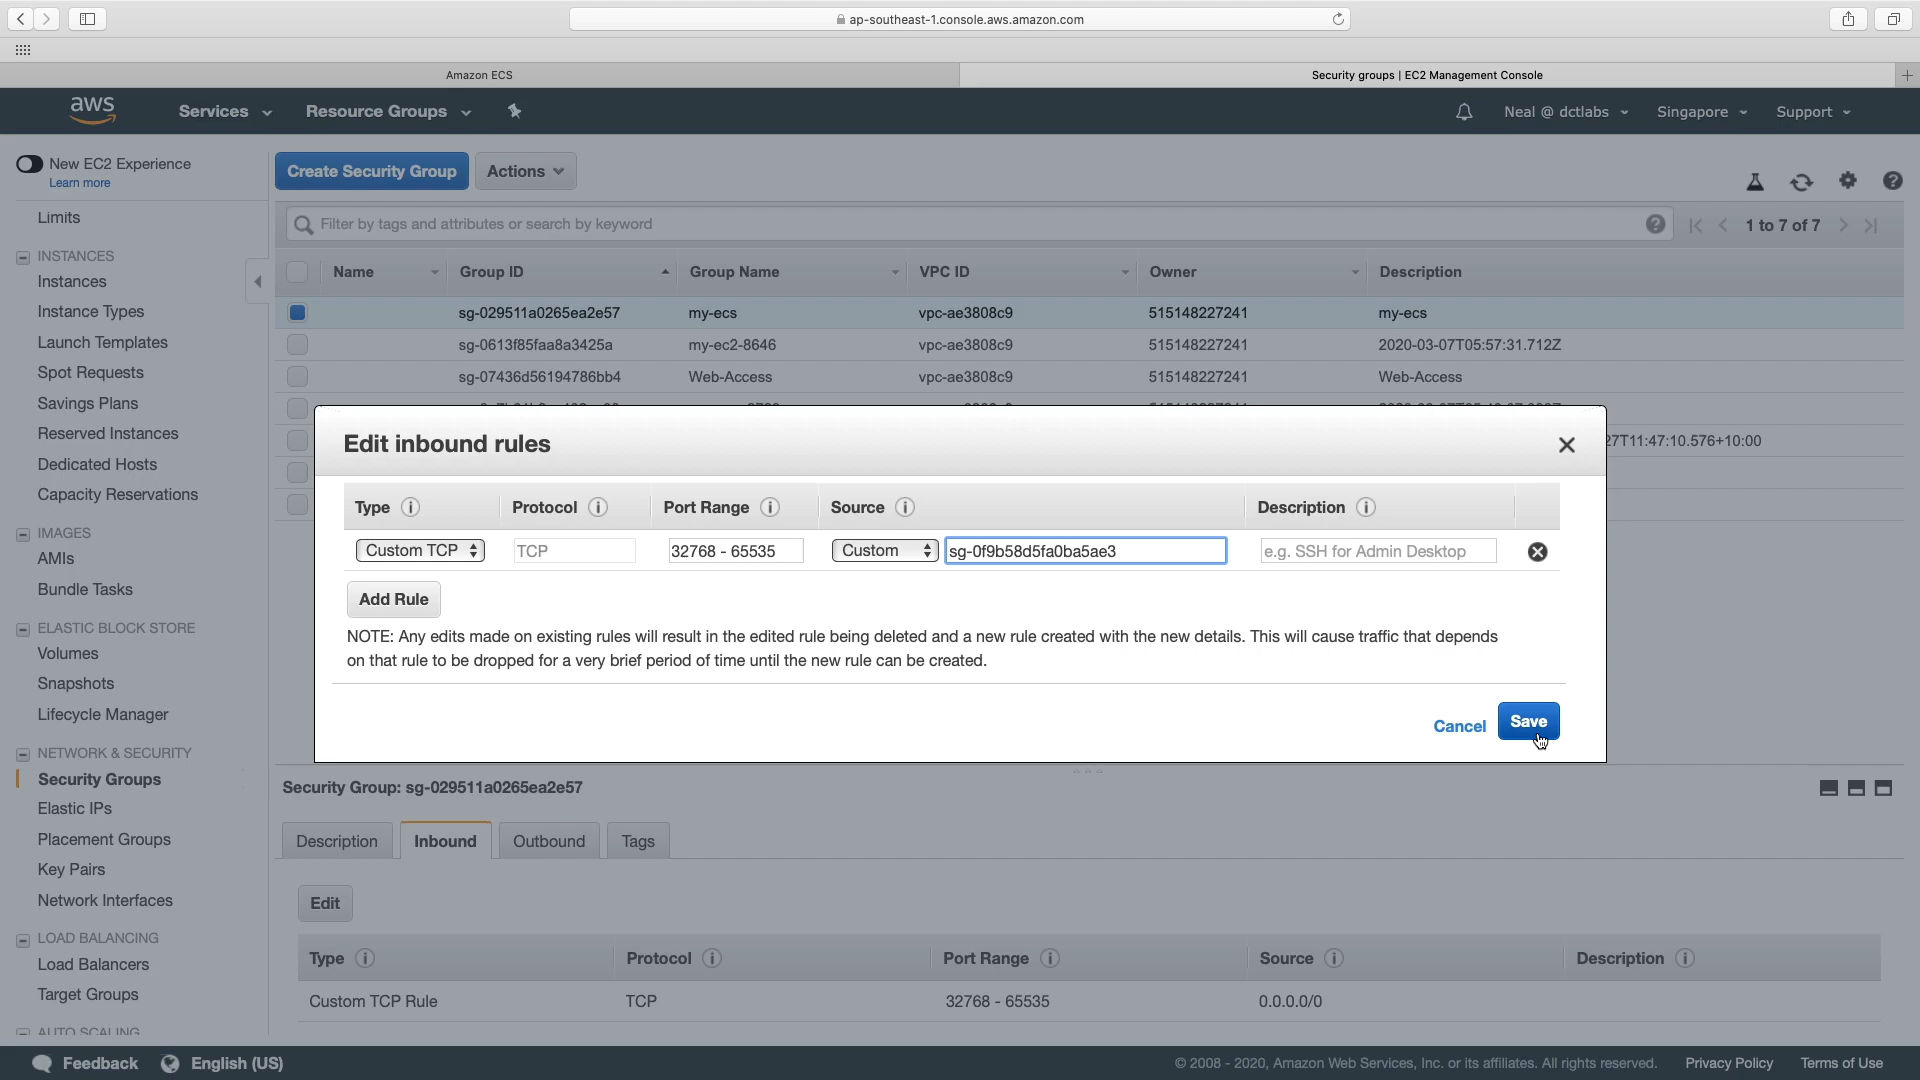 ap-southeast-1.console.aws.amazon.com
Amazon ECS
Security groups | EC2 Management Console
aws
Services
Resource Groups
Neal @ dctlabs
Singapore
Support
New EC2 Experience
Learn more
Limits
INSTANCES
Instances
Instance Types
Launch Templates
Spot Requests
Savings Plans
Reserved Instances
Dedicated Hosts
Capacity Reservations
IMAGES
AMIs
Bundle Tasks
ELASTIC BLOCK STORE
Volumes
Snapshots
Lifecycle Manager
NETWORK & SECURITY
Security Groups
Elastic IPs
Placement Groups
Key Pairs
Network Interfaces
LOAD BALANCING
Load Balancers
Target Groups
AUTO SCALING
Create Security Group
Actions
Filter by tags and attributes or search by keyword
1 to 7 of 7
Name Group ID Group Name VPC ID Owner Description
sg-029511a0265ea2e57 my-ecs vpc-ae3808c9 515148227241 my-ecs
sg-0613f85faa8a3425a my-ec2-8646 vpc-ae3808c9 515148227241 2020-03-07T05:57:31.712Z
sg-07436d56194786bb4 Web-Access vpc-ae3808c9 515148227241 Web-Access
27T11:47:10.576+10:00
Edit inbound rules
Type Protocol Port Range Source Description
Custom TCP TCP 32768 - 65535 Custom sg-0f9b58d5fa0ba5ae3 e.g. SSH for Admin Desktop
Add Rule
NOTE: Any edits made on existing rules will result in the edited rule being deleted and a new rule created with the new details. This will cause traffic that depends
on that rule to be dropped for a very brief period of time until the new rule can be created.
Cancel Save
Security Group: sg-029511a0265ea2e57
Description Inbound Outbound Tags
Edit
Type Protocol Port Range Source Description
Custom TCP Rule TCP 32768 - 65535 0.0.0.0/0
Feedback English (US)
© 2008 - 2020, Amazon Web Services, Inc. or its affiliates. All rights reserved. Privacy Policy Terms of Use